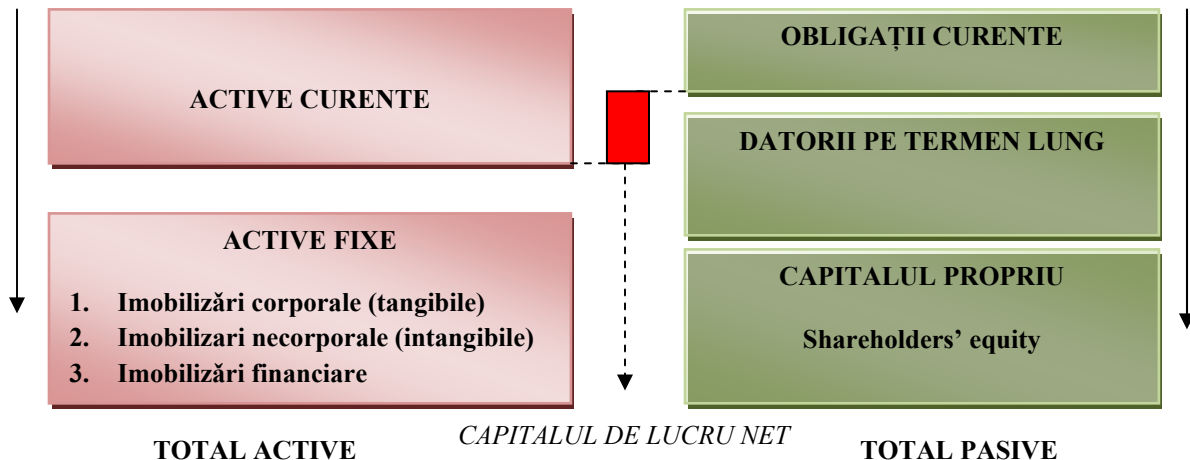 ACTIVE CURENTE
ACTIVE FIXE
1. Imobilizări corporale (tangibile)
2. Imobilizari necorporale (intangibile)
3. Imobilizări financiare
TOTAL ACTIVE
CAPITALUL DE LUCRU NET
OBLIGAȚII CURENTE
DATORII PE TERMEN LUNG
CAPITALUL PROPRIU
Shareholders’ equity
TOTAL PASIVE